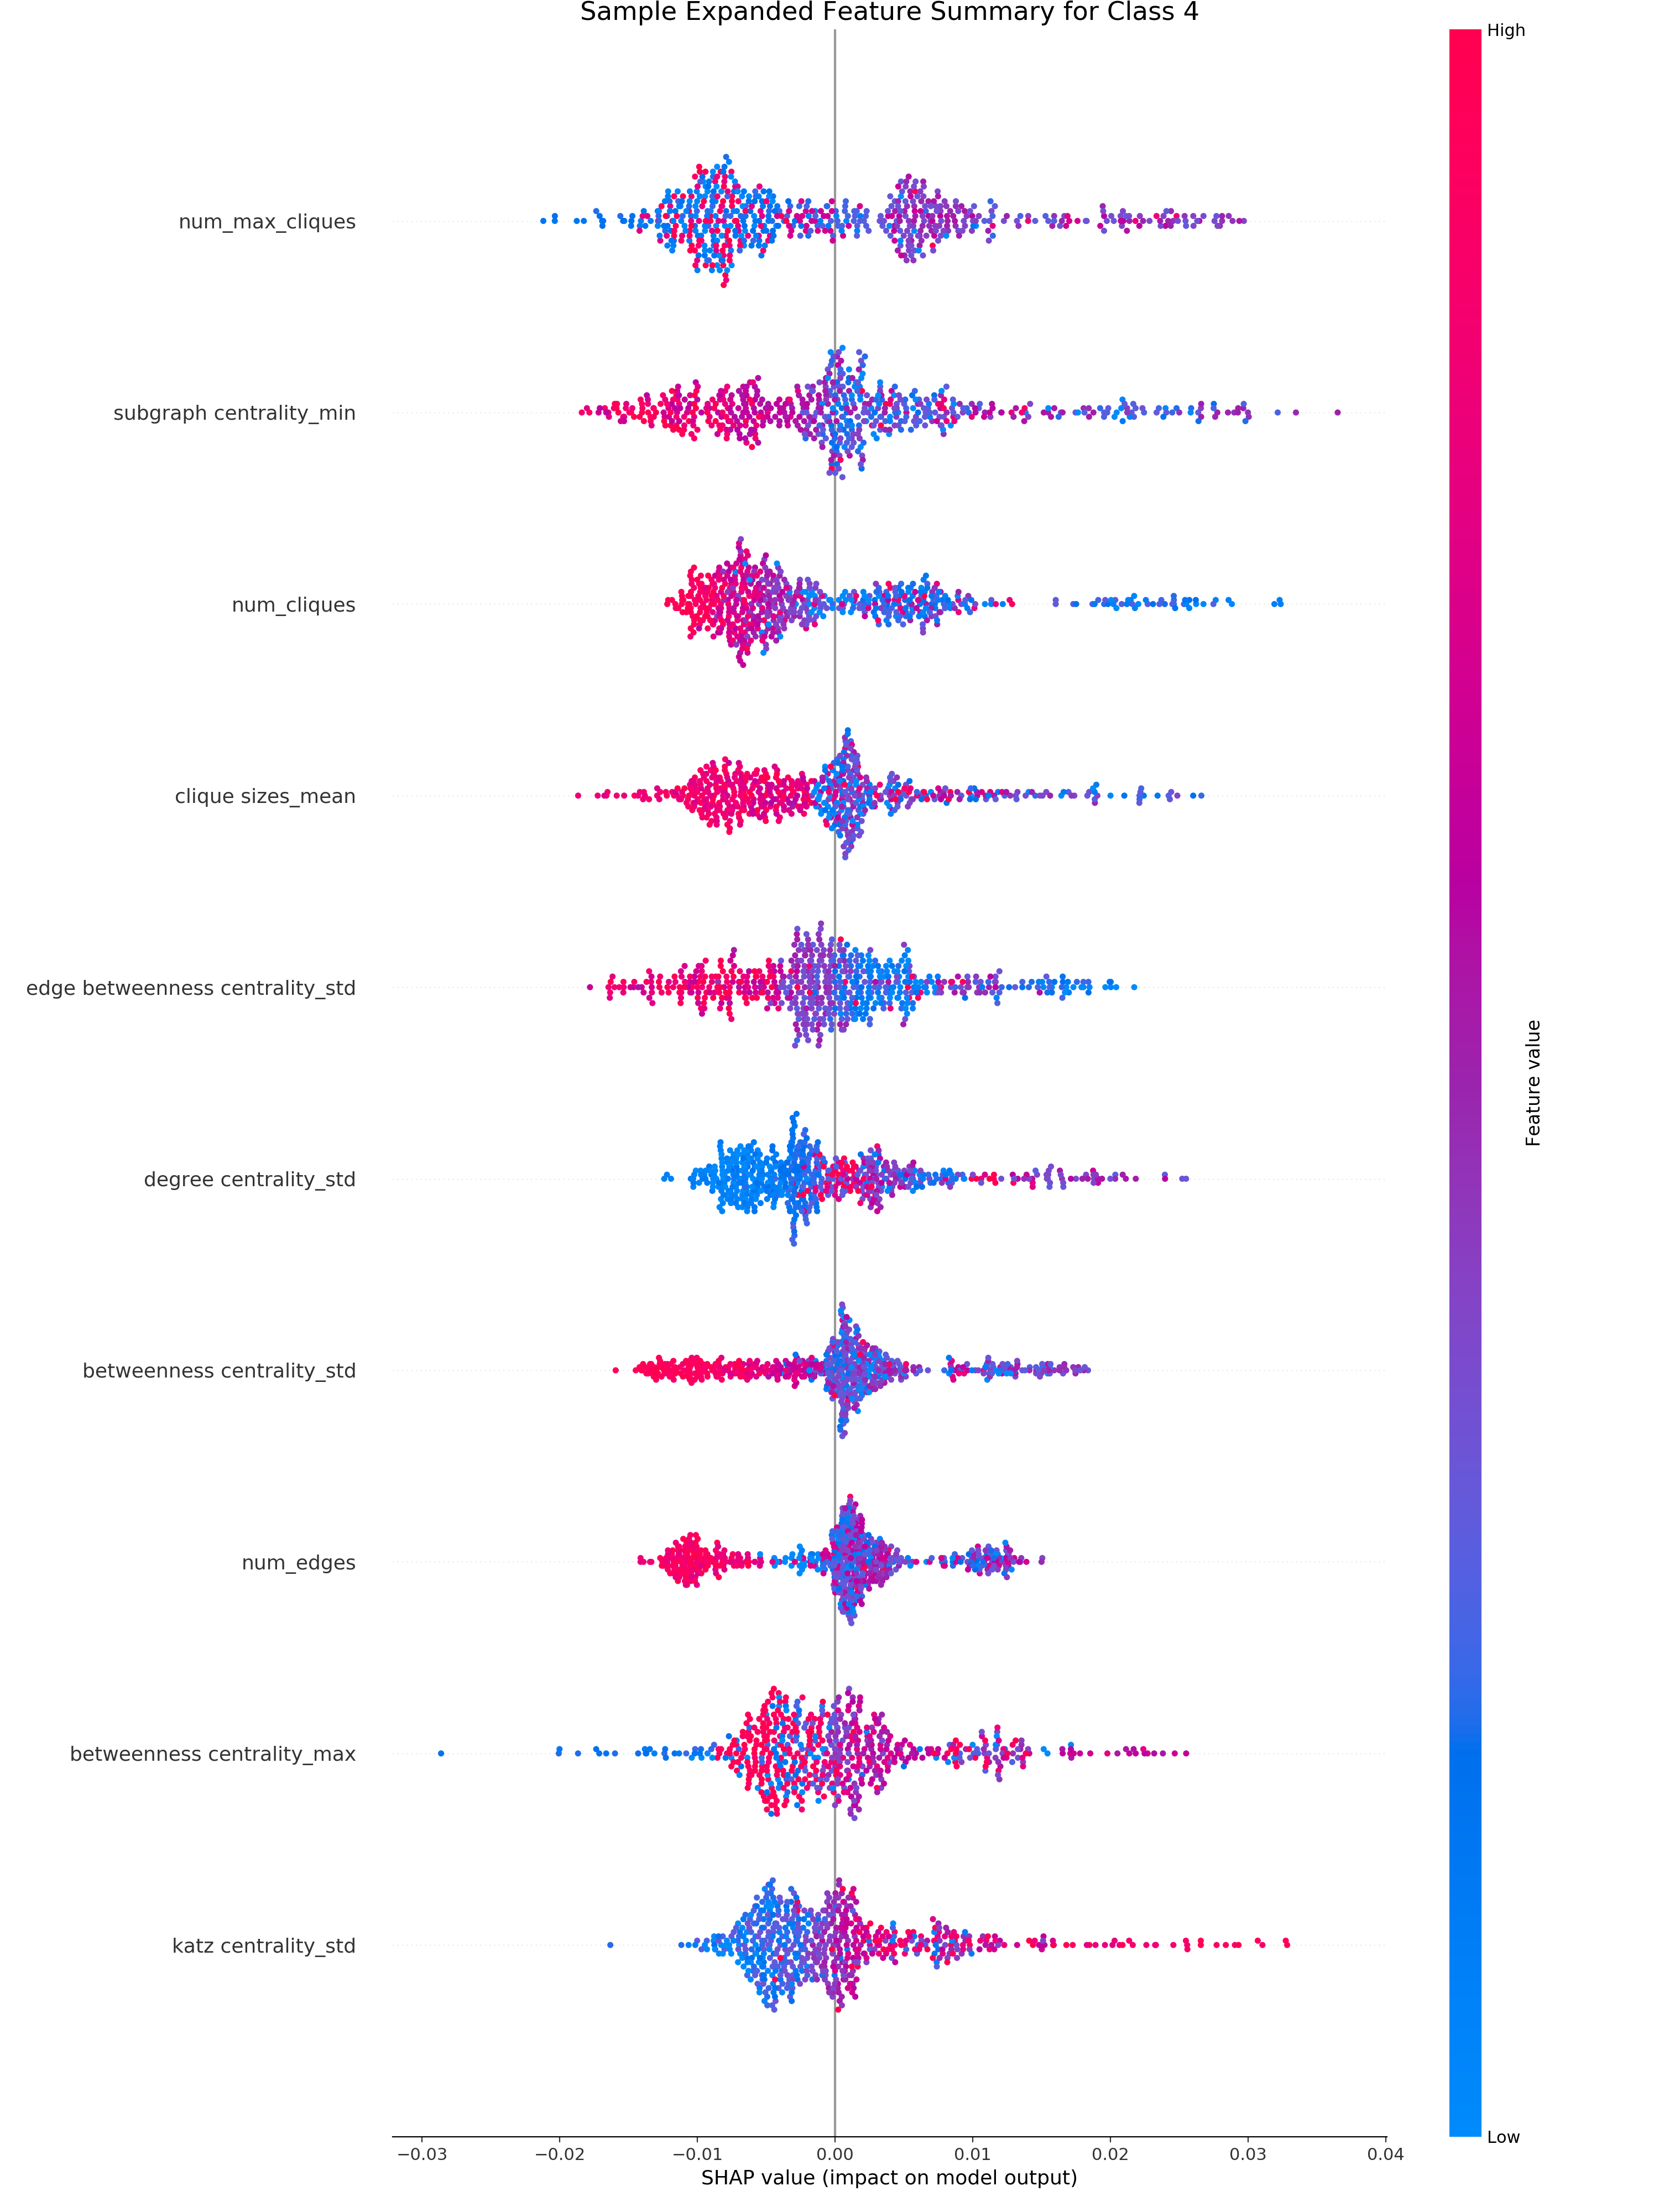 Sample Expanded Feature Summary for Class 4
High
num_max_cliques
subgraph centrality_min
num_cliques
clique sizes_mean
edge betweenness centrality_std
Feature value
degree centrality_std
betweenness centrality_std
num_edges
betweenness centrality_max
katz centrality_std
Low
−0.03 −0.02 −0.01 0.00 0.01 0.02 0.03 0.04
SHAP value (impact on model output)